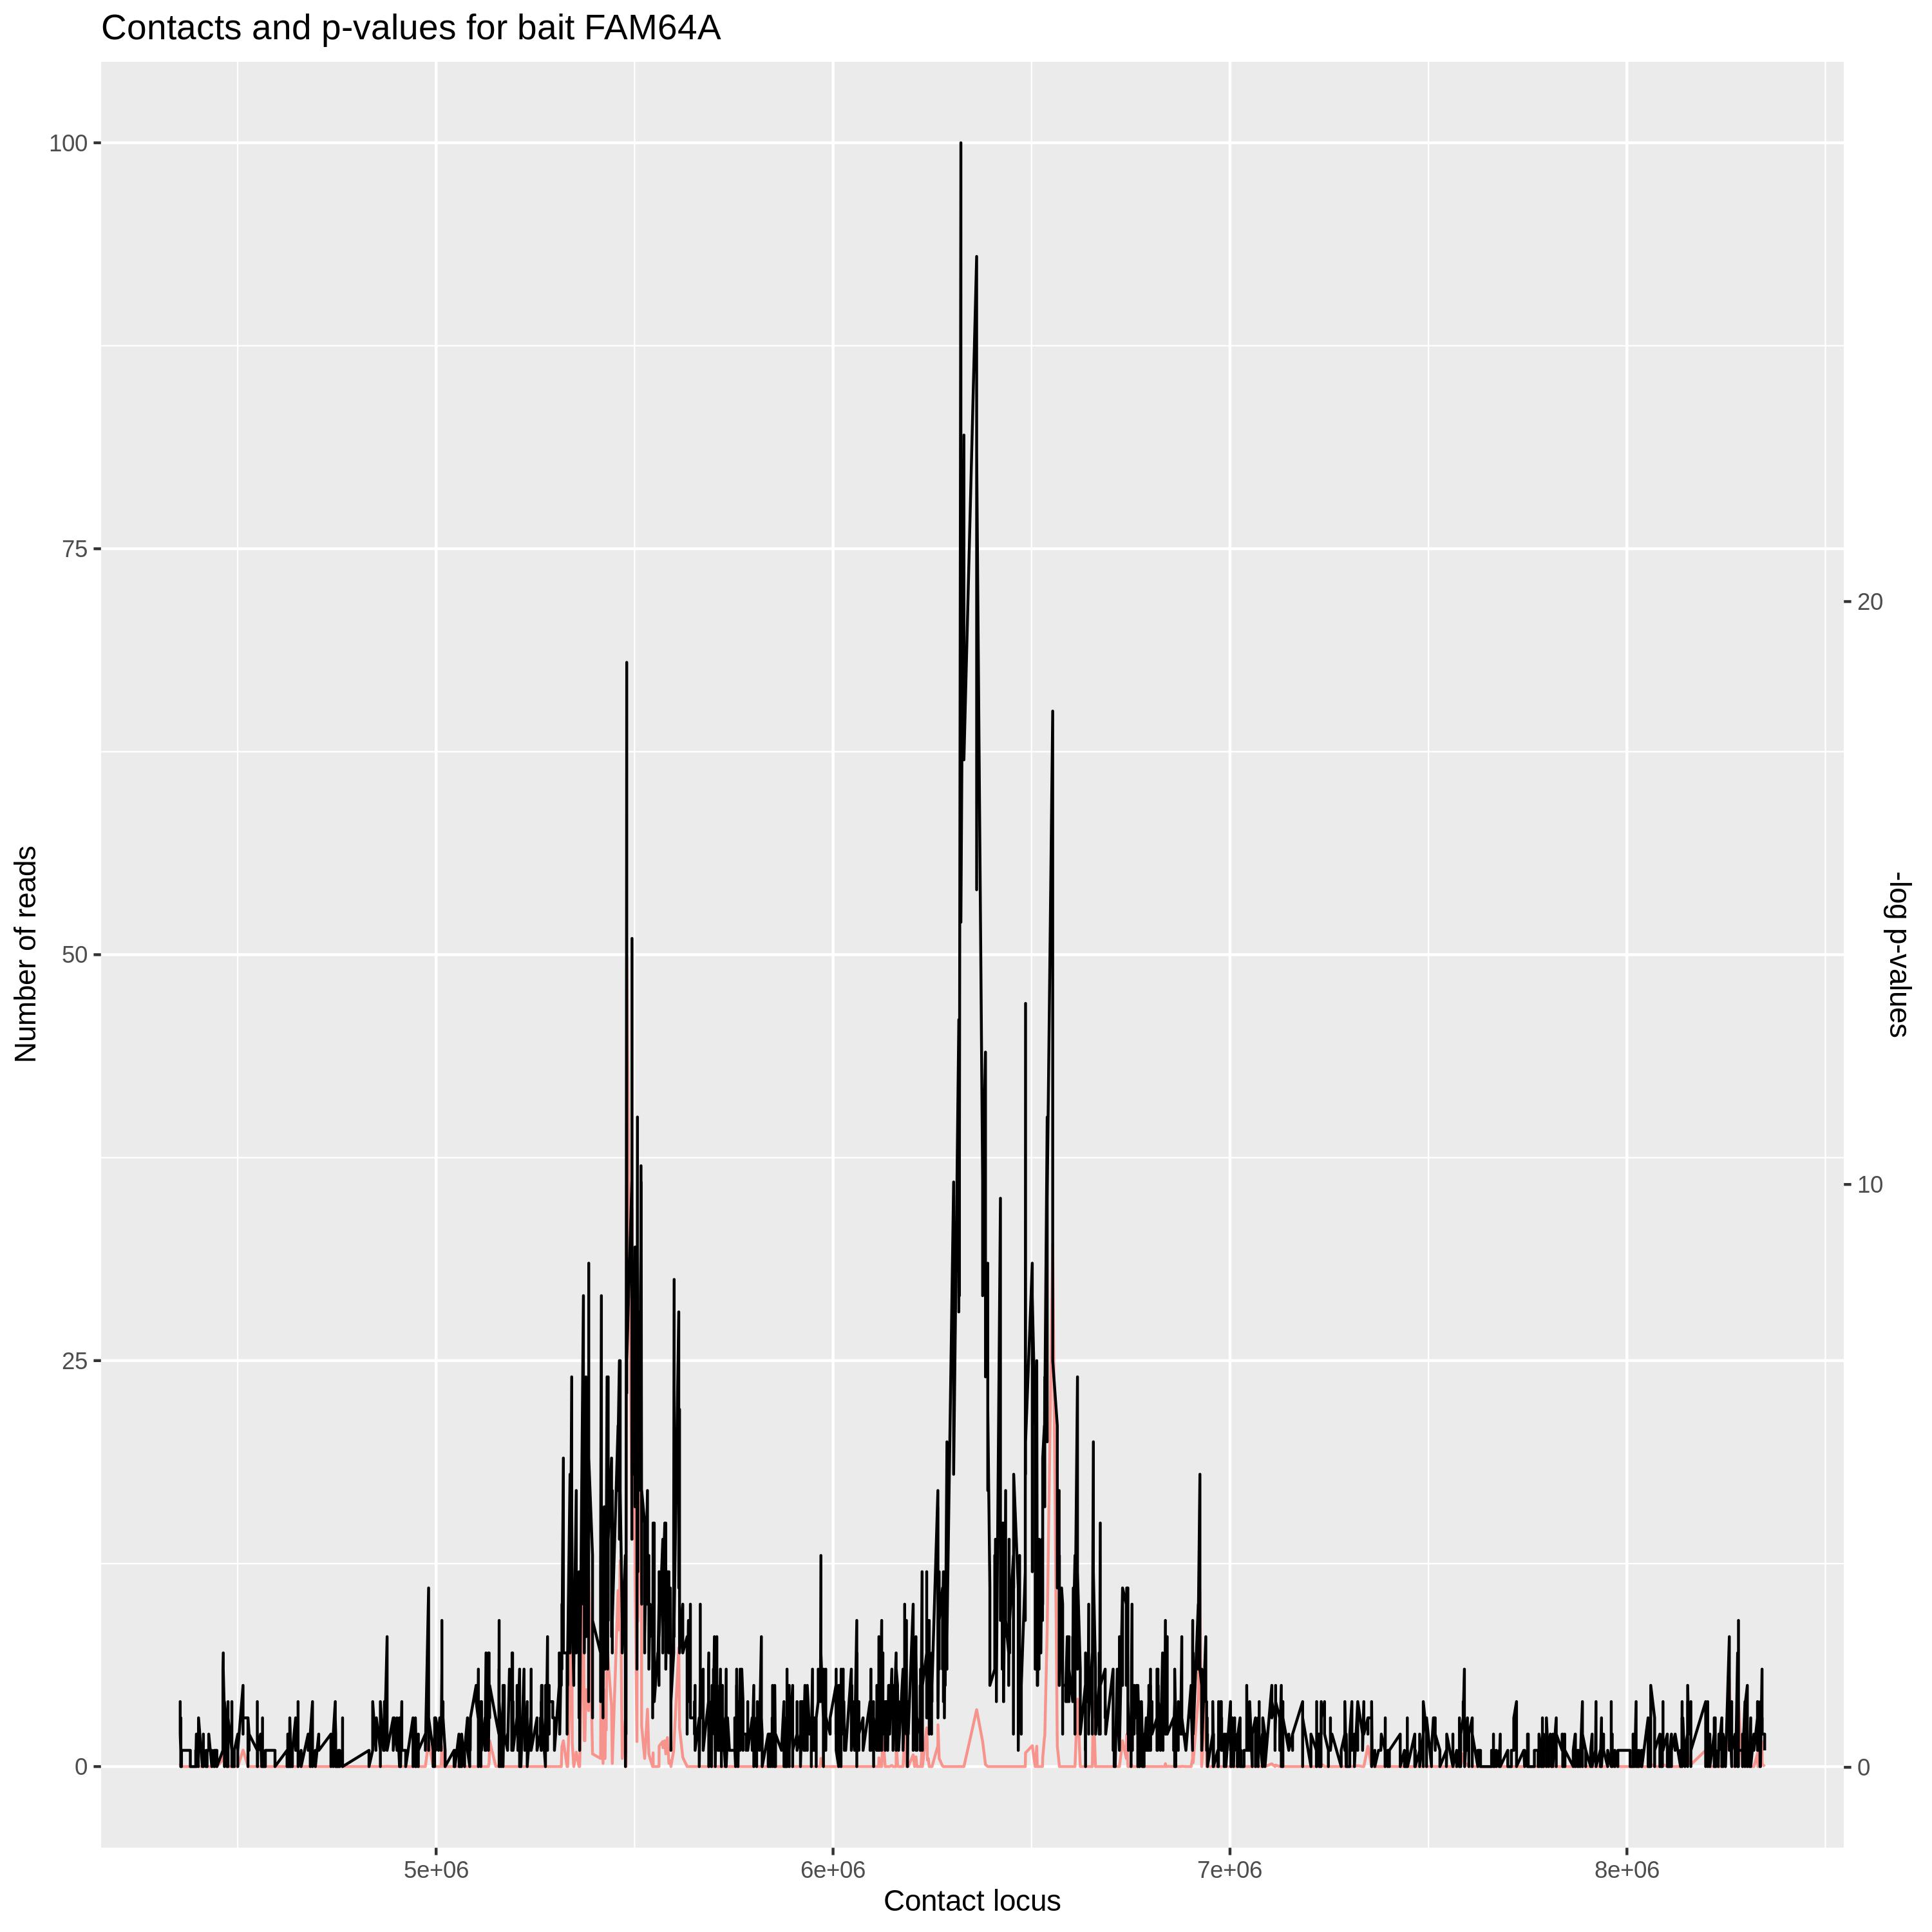 Contacts and p-values for bait FAM64A
100
75
50
25
0
20
10
0
Number of reads
-log p-values
5e+06
6e+06
7e+06
8e+06
Contact locus